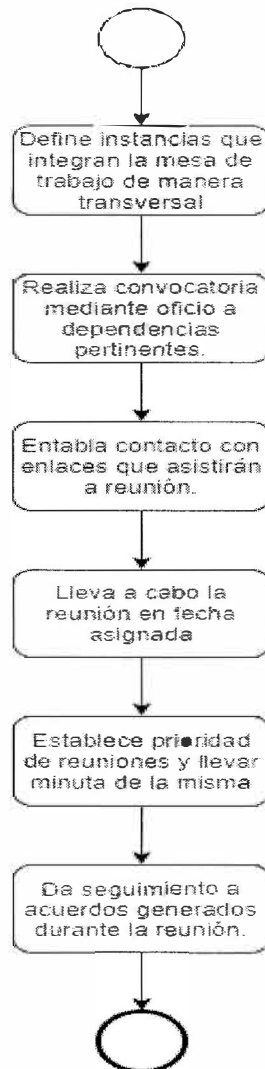 Define instancias que
integran la mesa de
trabajo de manera
transversal
Realiza convocatoria
mediante oficio a
dependencias
pertinentes.
Entabla contacto con
enlaces que asistirán
a reunión.
Lleva a cabo la
reunión en fecha
asignada
Establece prioridad
de reuniones y llevar
minuta de la misma
Da seguimiento a
acuerdos generados
durante la reunión.